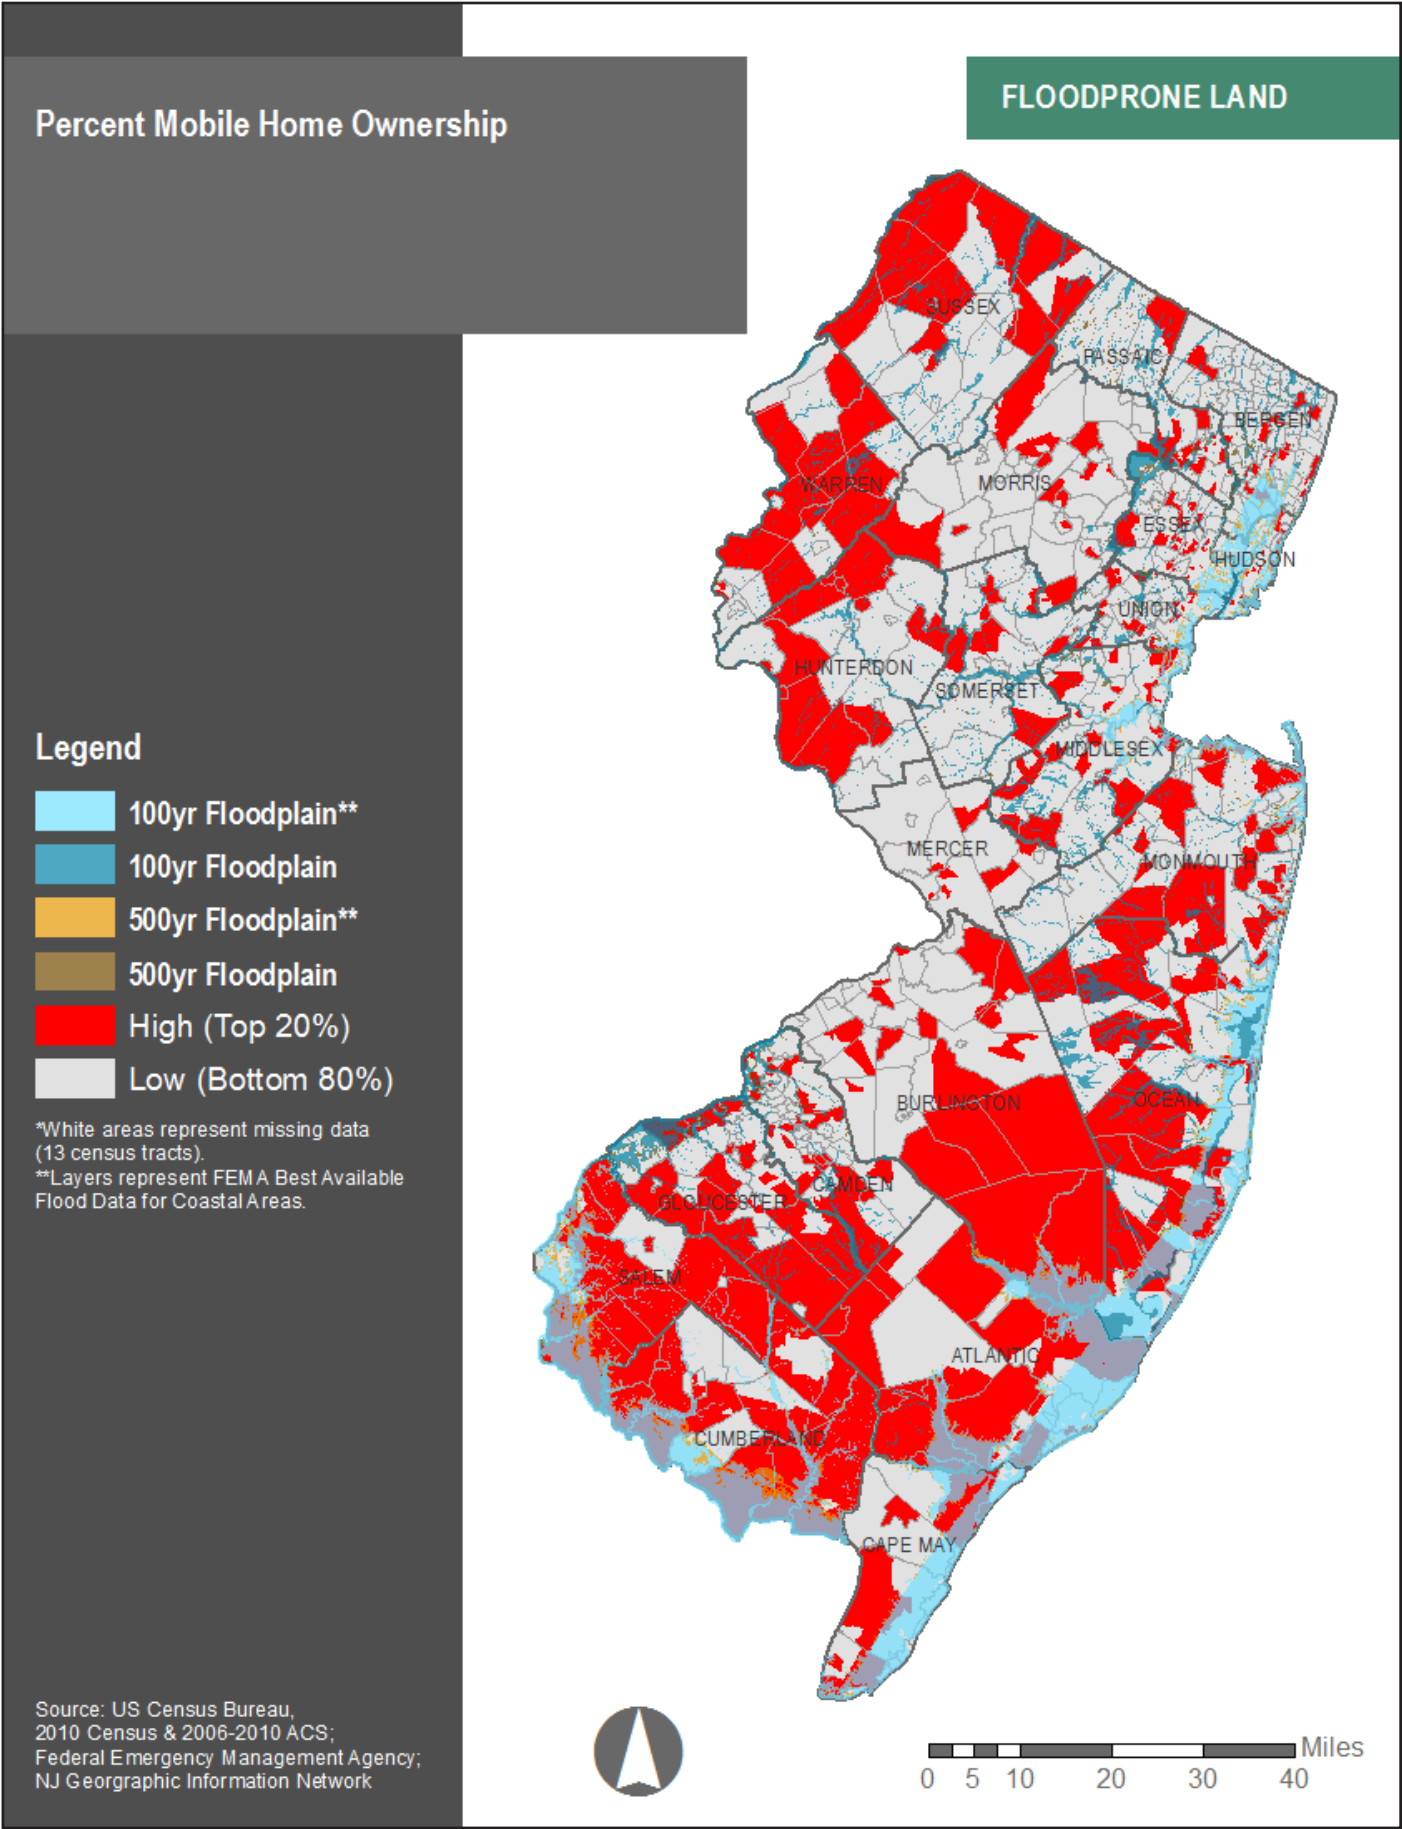 Percent Mobile Home Ownership
FLOODPRONE LAND
SUSSEX
PASSAIC
BERGEN
WARREN
MORRIS
ESSEX
HUDSON
UNION
HUNTERDON
SOMERSET
MIDDLESEX
MERCER
MONMOUTH
BURLINGTON
OCEAN
CAMDEN
GLOUCESTER
SALEM
ATLANTIC
CUMBERLAND
CAPE MAY
Legend
100yr Floodplain**
100yr Floodplain
500yr Floodplain**
500yr Floodplain
High (Top 20%)
Low (Bottom 80%)
*White areas represent missing data
(13 census tracts).
**Layers represent FEMA Best Available
Flood Data for Coastal Areas.
Source: US Census Bureau,
2010 Census & 2006-2010 ACS;
Federal Emergency Management Agency;
NJ Georgraphic Information Network
Miles
0 5 10 20 30 40